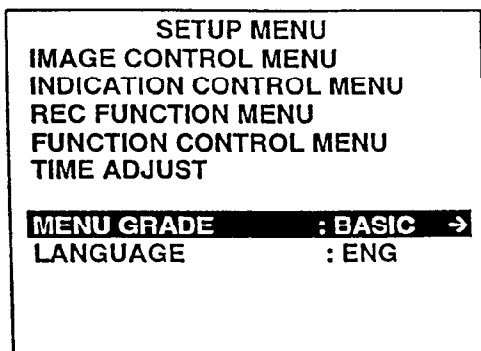 SETUP MENU
IMAGE CONTROL MENU
INDICATION CONTROL MENU
REC FUNCTION MENU
FUNCTION CONTROL MENU
TIME ADJUST
MENU GRADE : BASIC →
LANGUAGE : ENG